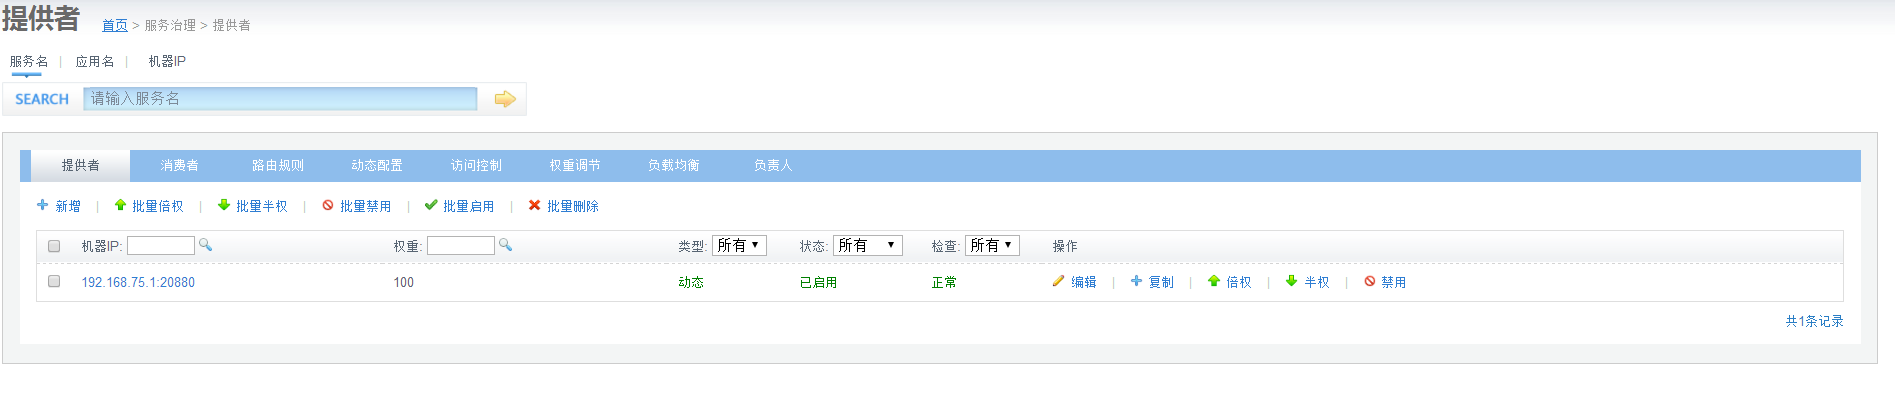 提供者 首页 > 服务治理 > 提供者
服务名 | 应用名 | 机器IP
SEARCH 请输入服务名
提供者 消费者 路由规则 动态配置 访问控制 权重调节 负载均衡 负责人
新增 | 批量倍权 | 批量半权 | 批量禁用 | 批量启用 | 批量删除
机器IP: 权重: 类型: 所有 状态: 所有 检查: 所有 操作
192.168.75.1:20880 100 动态 已启用 正常 编辑 | 复制 | 倍权 | 半权 | 禁用
共1条记录